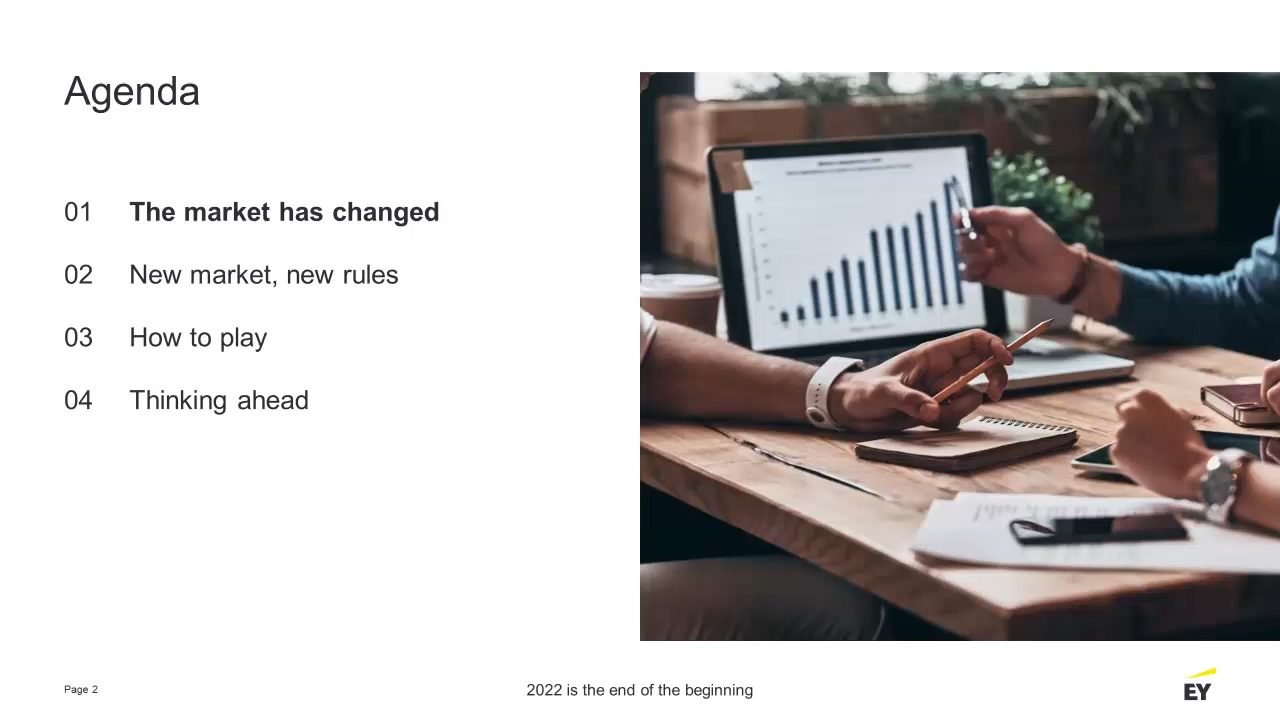 Agenda
01 The market has changed
02 New market, new rules
03 How to play
04 Thinking ahead
Page 2
2022 is the end of the beginning
EY